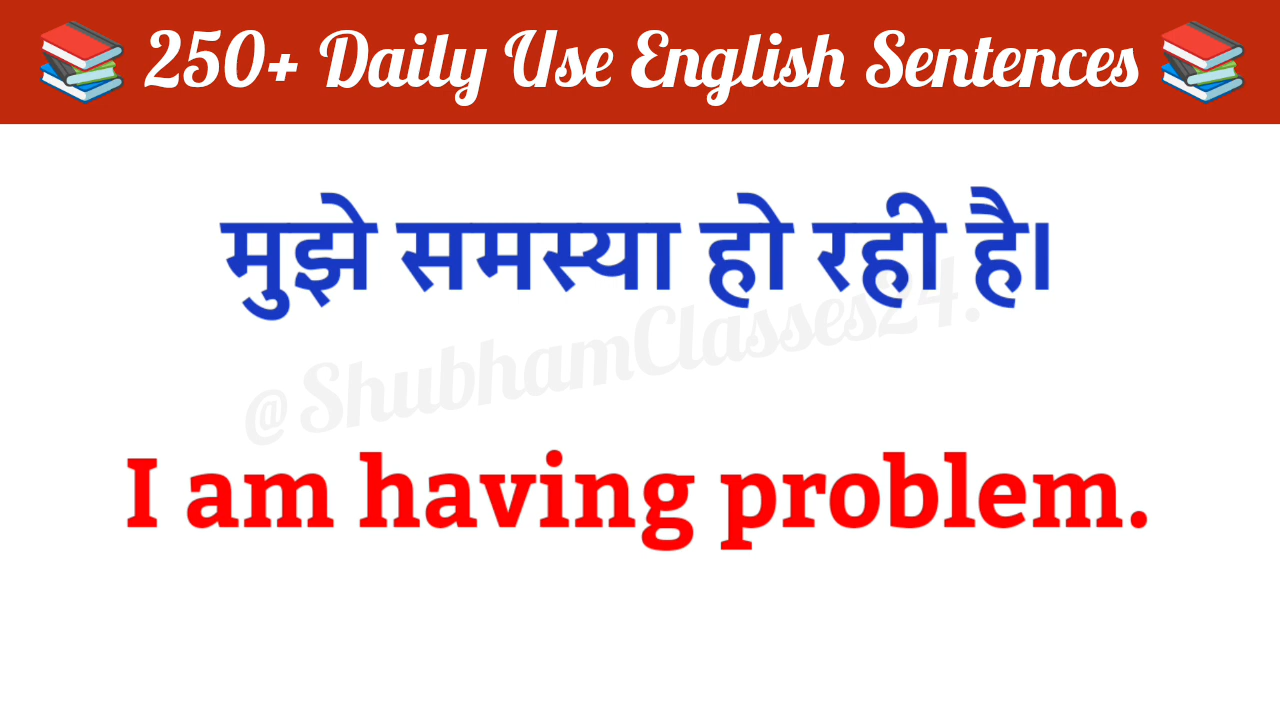 📚 250+ Daily Use English Sentences 📚
मुझे समस्या हो रही है।
@ShubhamClasses24.
I am having problem.